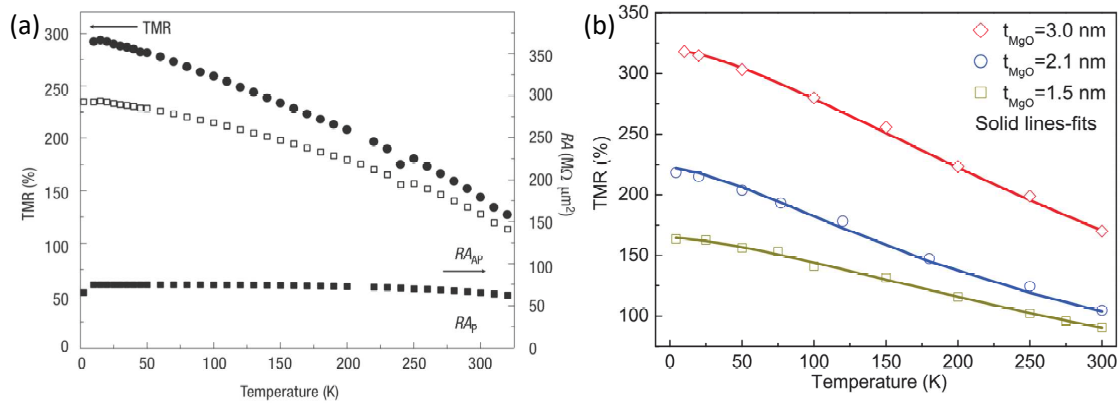 (a)
TMR
300
250
200
150
100
50
0
TMR (%)
350
300
250
200
150
100
50
0
RA (MΩ μm²)
RA_AP
RA_P
0 50 100 150 200 250 300
Temperature (K)
(b)
350
300
250
200
150
100
TMR (%)
t_MgO=3.0 nm
t_MgO=2.1 nm
t_MgO=1.5 nm
Solid lines-fits
0 50 100 150 200 250 300
Temperature (K)